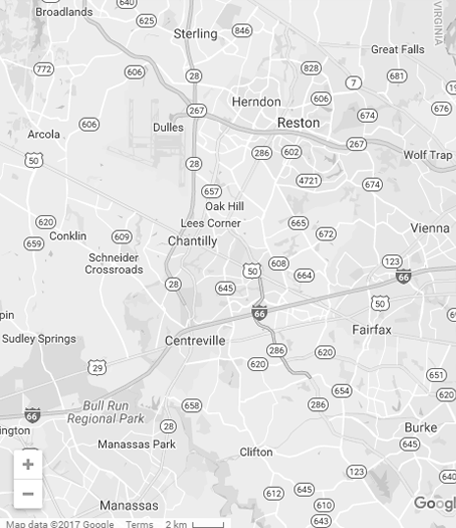 640
Broadlands
625
Sterling
846
VIRGINIA
Great Falls
772
606
28
828
7
681
606
676
267
Herndon
674
606
Dulles
Reston
Arcola
267
50
28
286
602
Wolf Trap
4721
674
657
Oak Hill
620
Lees Corner
665
Conklin
609
672
Vienna
659
Chantilly
Schneider
Crossroads
608
123
50
664
66
28
645
50
66
Fairfax
Sudley Springs
Centreville
286
620
620
29
651
654
620
66
Bull Run
Regional Park
658
286
28
Burke
Manassas Park
645
Clifton
+
123
640
−
612
645
Manassas
610
643
Map data ©2017 Google
Terms
2 km